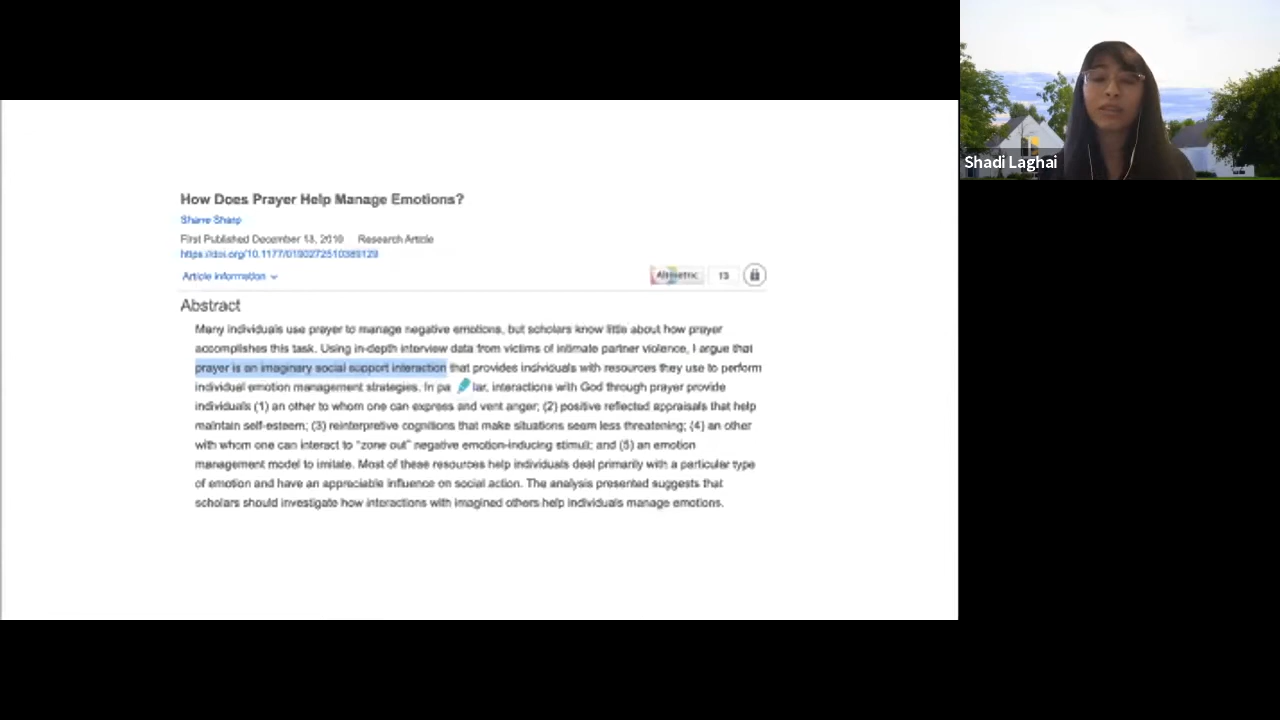 How Does Prayer Help Manage Emotions?
Shane Sharp
First Published December 13, 2010 Research Article
https://doi.org/10.1177/0190272510389129
Article information
Altmetric 13
Abstract
Many individuals use prayer to manage negative emotions, but scholars know little about how prayer
accomplishes this task. Using in-depth interview data from victims of intimate partner violence, I argue that
prayer is an imaginary social support interaction that provides individuals with resources they use to perform
individual emotion management strategies. In pa lar, interactions with God through prayer provide
individuals (1) an other to whom one can express and vent anger; (2) positive reflected appraisals that help
maintain self-esteem; (3) reinterpretive cognitions that make situations seem less threatening; (4) an other
with whom one can interact to "zone out" negative emotion-inducing stimuli; and (5) an emotion
management model to imitate. Most of these resources help individuals deal primarily with a particular type
of emotion and have an appreciable influence on social action. The analysis presented suggests that
scholars should investigate how interactions with imagined others help individuals manage emotions.
Shadi Laghai